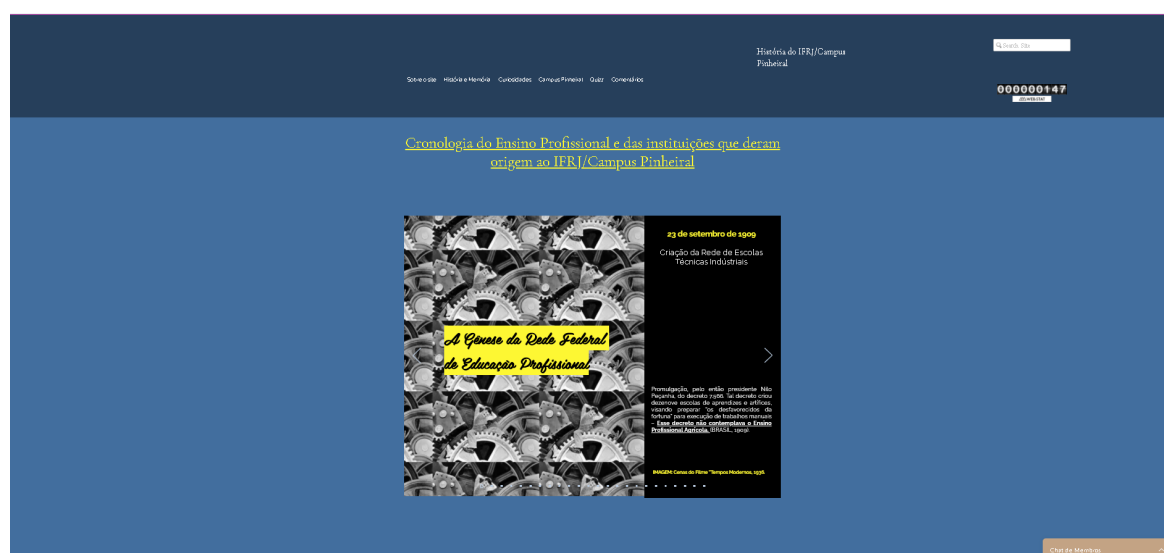 História do IFRJ/Campus
Pinheiral
Search Site
Sobre o site História e Memória Curiosidades Campus Pinheiral Quizz Comentários
000000147
Cronologia do Ensino Profissional e das instituições que deram
origem ao IFRJ/Campus Pinheiral
A Gênese da Rede Federal
de Educação Profissional
23 de setembro de 1909
Criação da Rede de Escolas
Técnicas Indústriais
Promulgação, pelo então presidente Nilo
Peçanha, do decreto 7.566. Tal decreto criou
dezenove escolas de aprendizes e artífices,
visando preparar "os desfavorecidos da
fortuna" para execução de trabalhos manuais
– Esse decreto não contemplava o Ensino
Profissional Agrícola. (BRASIL, 1909).
IMAGEM: Cenas do Filme "Tempos Modernos, 1936.
Chat de Membros